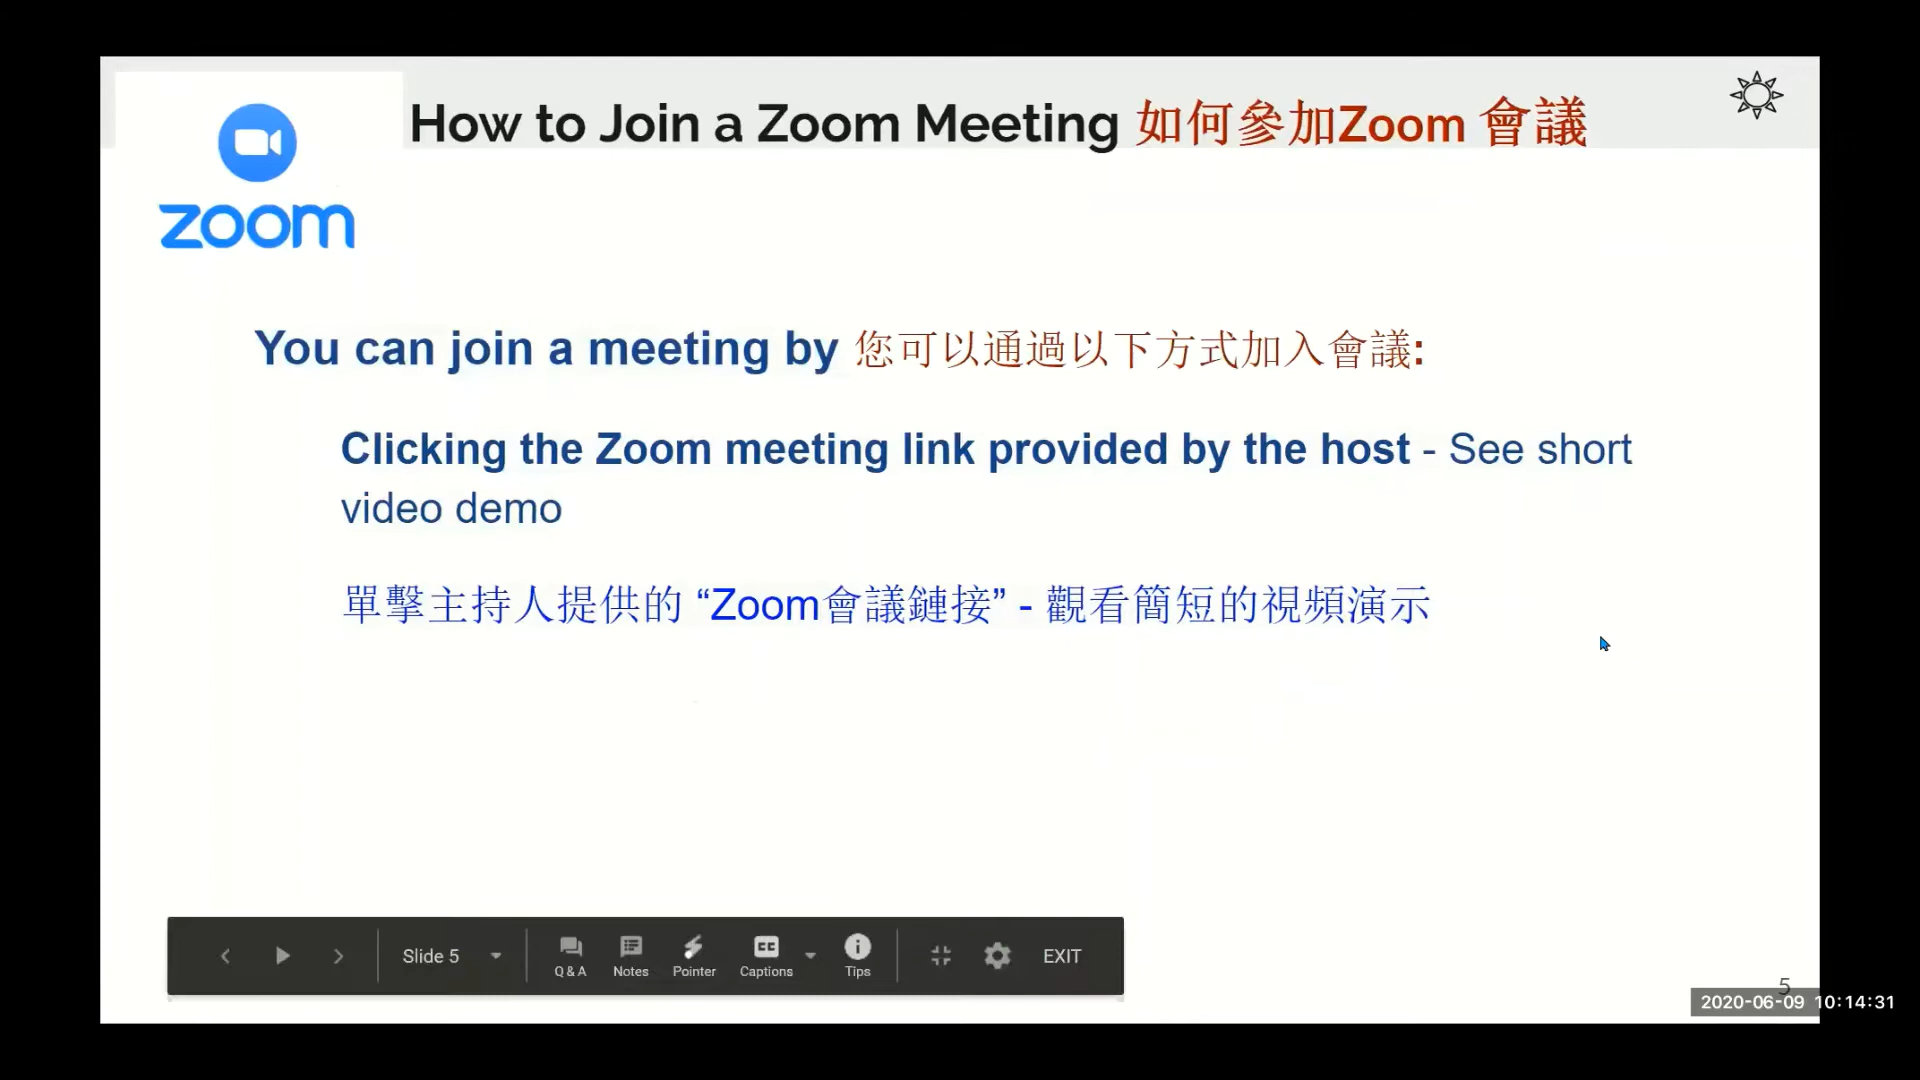 How to Join a Zoom Meeting 如何參加Zoom 會議
zoom
You can join a meeting by 您可以通過以下方式加入會議:
Clicking the Zoom meeting link provided by the host - See short
video demo
單擊主持人提供的 “Zoom會議鏈接” - 觀看簡短的視頻演示
Slide 5
Q & A
Notes
Pointer
CC
Captions
Tips
EXIT
5
2020-06-09 10:14:31